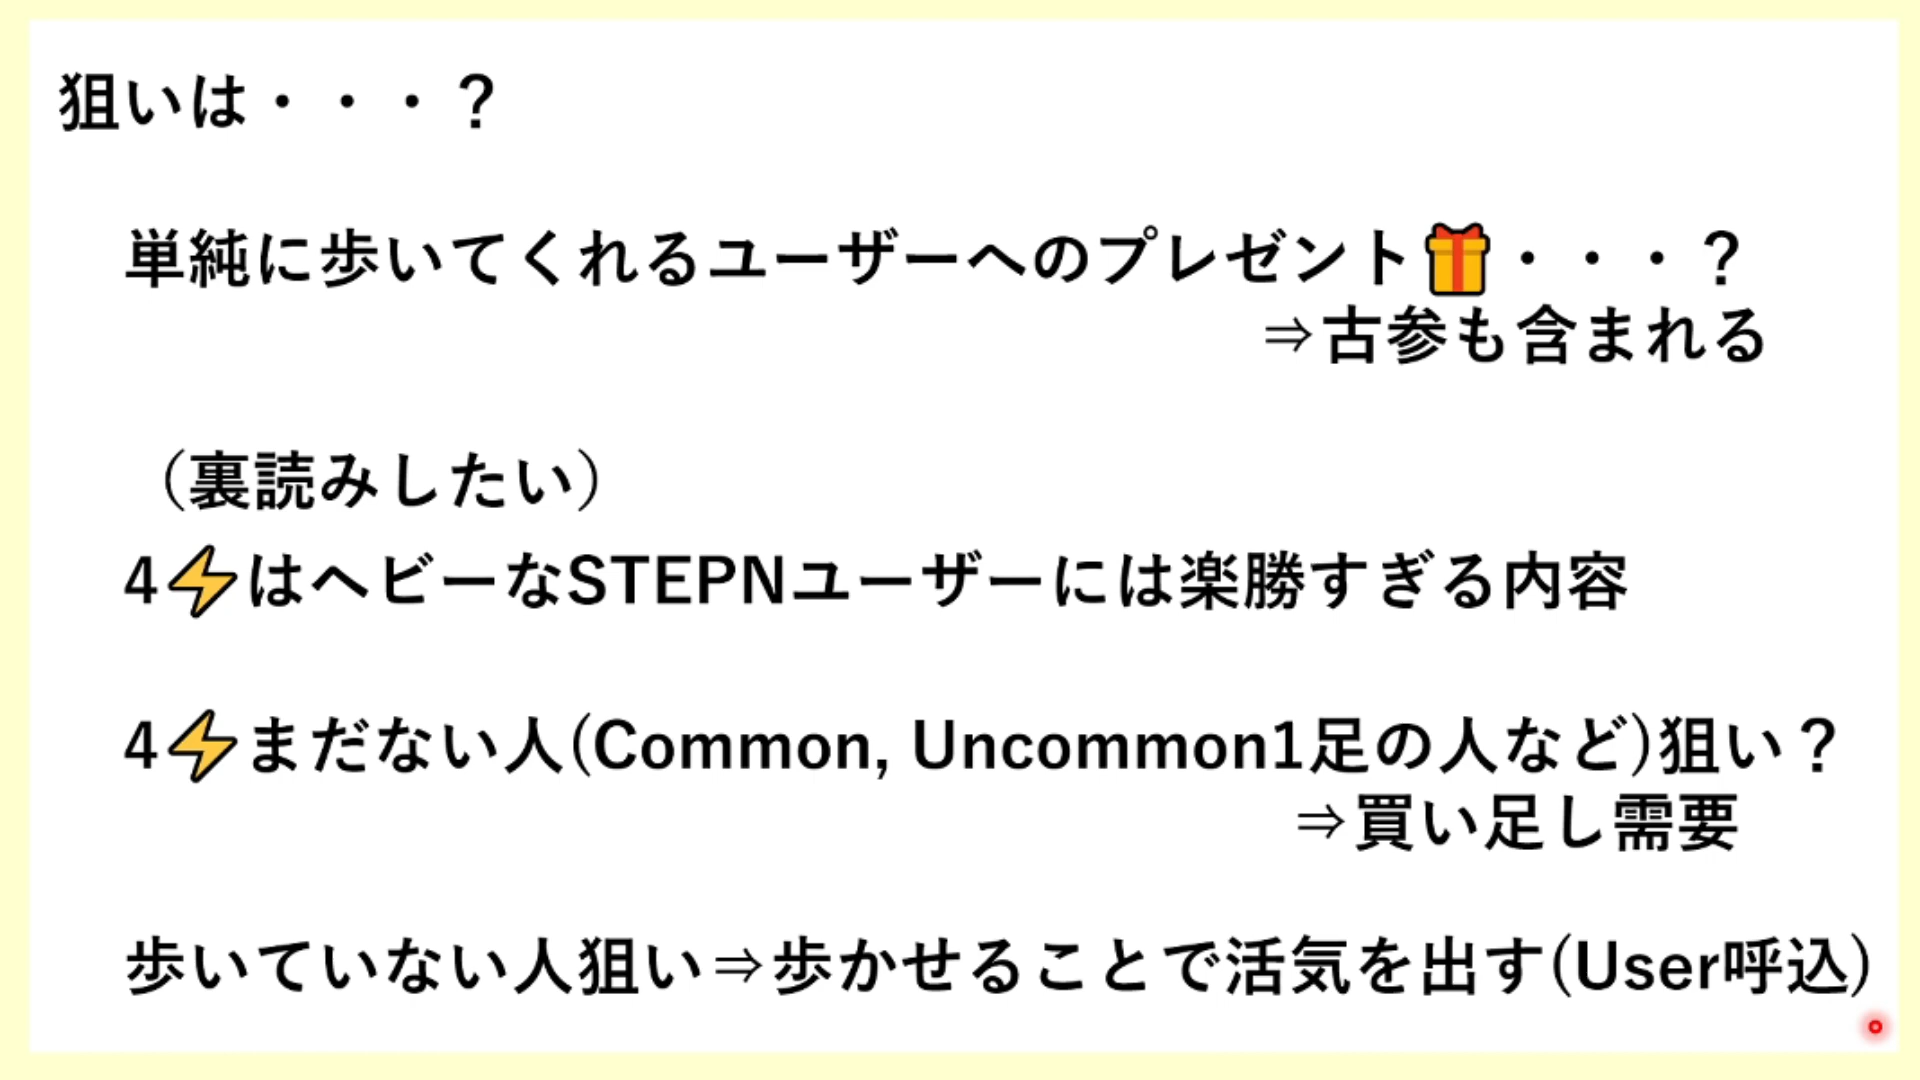 狙いは・・・？
単純に歩いてくれるユーザーへのプレゼント🎁・・・？
⇒古参も含まれる
（裏読みしたい）
4⚡はヘビーなSTEPNユーザーには楽勝すぎる内容
4⚡まだない人(Common, Uncommon1足の人など)狙い？
⇒買い足し需要
歩いていない人狙い⇒歩かせることで活気を出す(User呼込)